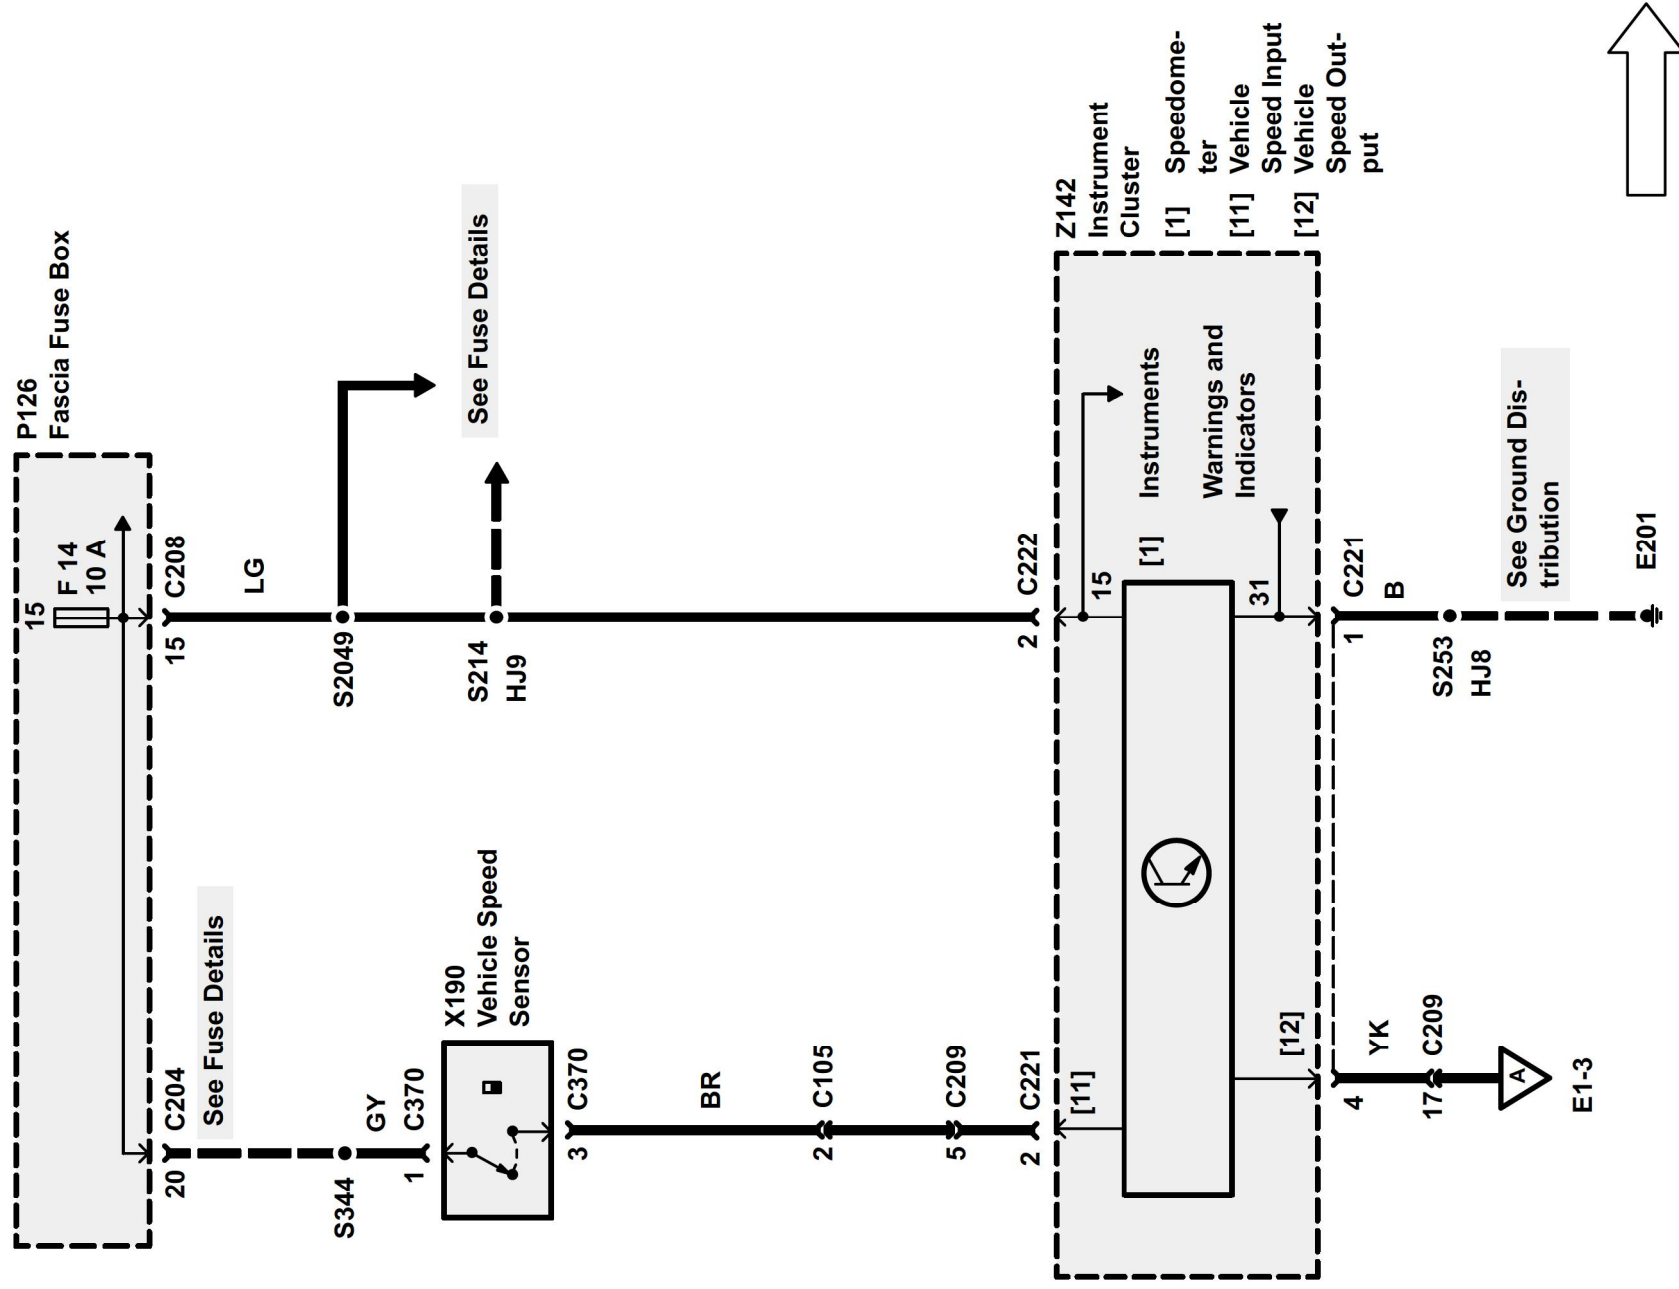 P126
Fascia Fuse Box
15
F 14
10 A
20
C204
15
C208
See Fuse Details
LG
S344
GY
S2049
1
C370
X190
Vehicle Speed
Sensor
S214
HJ9
See Fuse Details
3
C370
BR
2
C105
5
C209
2
C221
2
C222
Z142
Instrument
Cluster
[1]
Speedome-
ter
[11]
Vehicle
Speed Input
[12]
Vehicle
Speed Out-
put
[11]
15
[1]
Instruments
Warnings and
Indicators
[12]
31
4
YK
17
C209
A
E1-3
1
C221
B
S253
HJ8
See Ground Dis-
tribution
E201